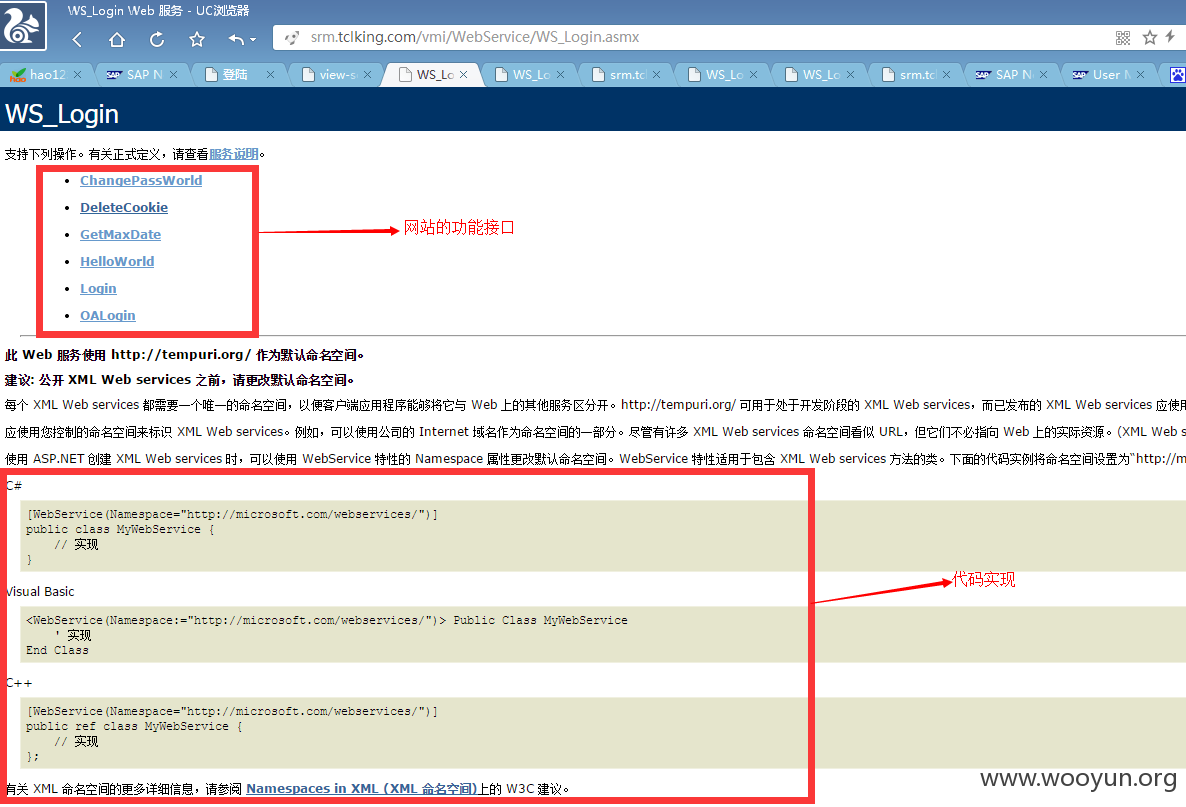 WS_Login Web 服务 - UC浏览器
srm.tclking.com/vmi/WebService/WS_Login.asmx
hao12 SAP N 登陆 view-s WS_Lo WS_Lo srm.tcl WS_Lo WS_Lo srm.tcl SAP N User M
WS_Login
支持下列操作。有关正式定义，请查看服务说明。
ChangePassWorld
DeleteCookie
网站的功能接口
GetMaxDate
HelloWorld
Login
OALogin
此 Web 服务使用 http://tempuri.org/ 作为默认命名空间。
建议: 公开 XML Web services 之前，请更改默认命名空间。
每个 XML Web services 都需要一个唯一的命名空间，以便客户端应用程序能够将它与 Web 上的其他服务区分开。http://tempuri.org/ 可用于处于开发阶段的 XML Web services，而已发布的 XML Web services 应使用
应使用您控制的命名空间来标识 XML Web services。例如，可以使用公司的 Internet 域名作为命名空间的一部分。尽管有许多 XML Web services 命名空间看似 URL，但它们不必指向 Web 上的实际资源。(XML Web s
使用 ASP.NET 创建 XML Web services 时，可以使用 WebService 特性的 Namespace 属性更改默认命名空间。WebService 特性适用于包含 XML Web services 方法的类。下面的代码实例将命名空间设置为“http://m
C#
[WebService(Namespace="http://microsoft.com/webservices/")]
public class MyWebService {
// 实现
}
代码实现
Visual Basic
<WebService(Namespace:="http://microsoft.com/webservices/")> Public Class MyWebService
' 实现
End Class
C++
[WebService(Namespace="http://microsoft.com/webservices/")]
public ref class MyWebService {
// 实现
};
有关 XML 命名空间的更多详细信息，请参阅 Namespaces in XML (XML 命名空间)上的 W3C 建议。
www.wooyun.org